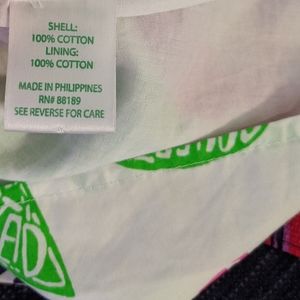 SHELL:
100% COTTON
LINING:
100% COTTON
MADE IN PHILIPPINES
RN# 88189
SEE REVERSE FOR CARE